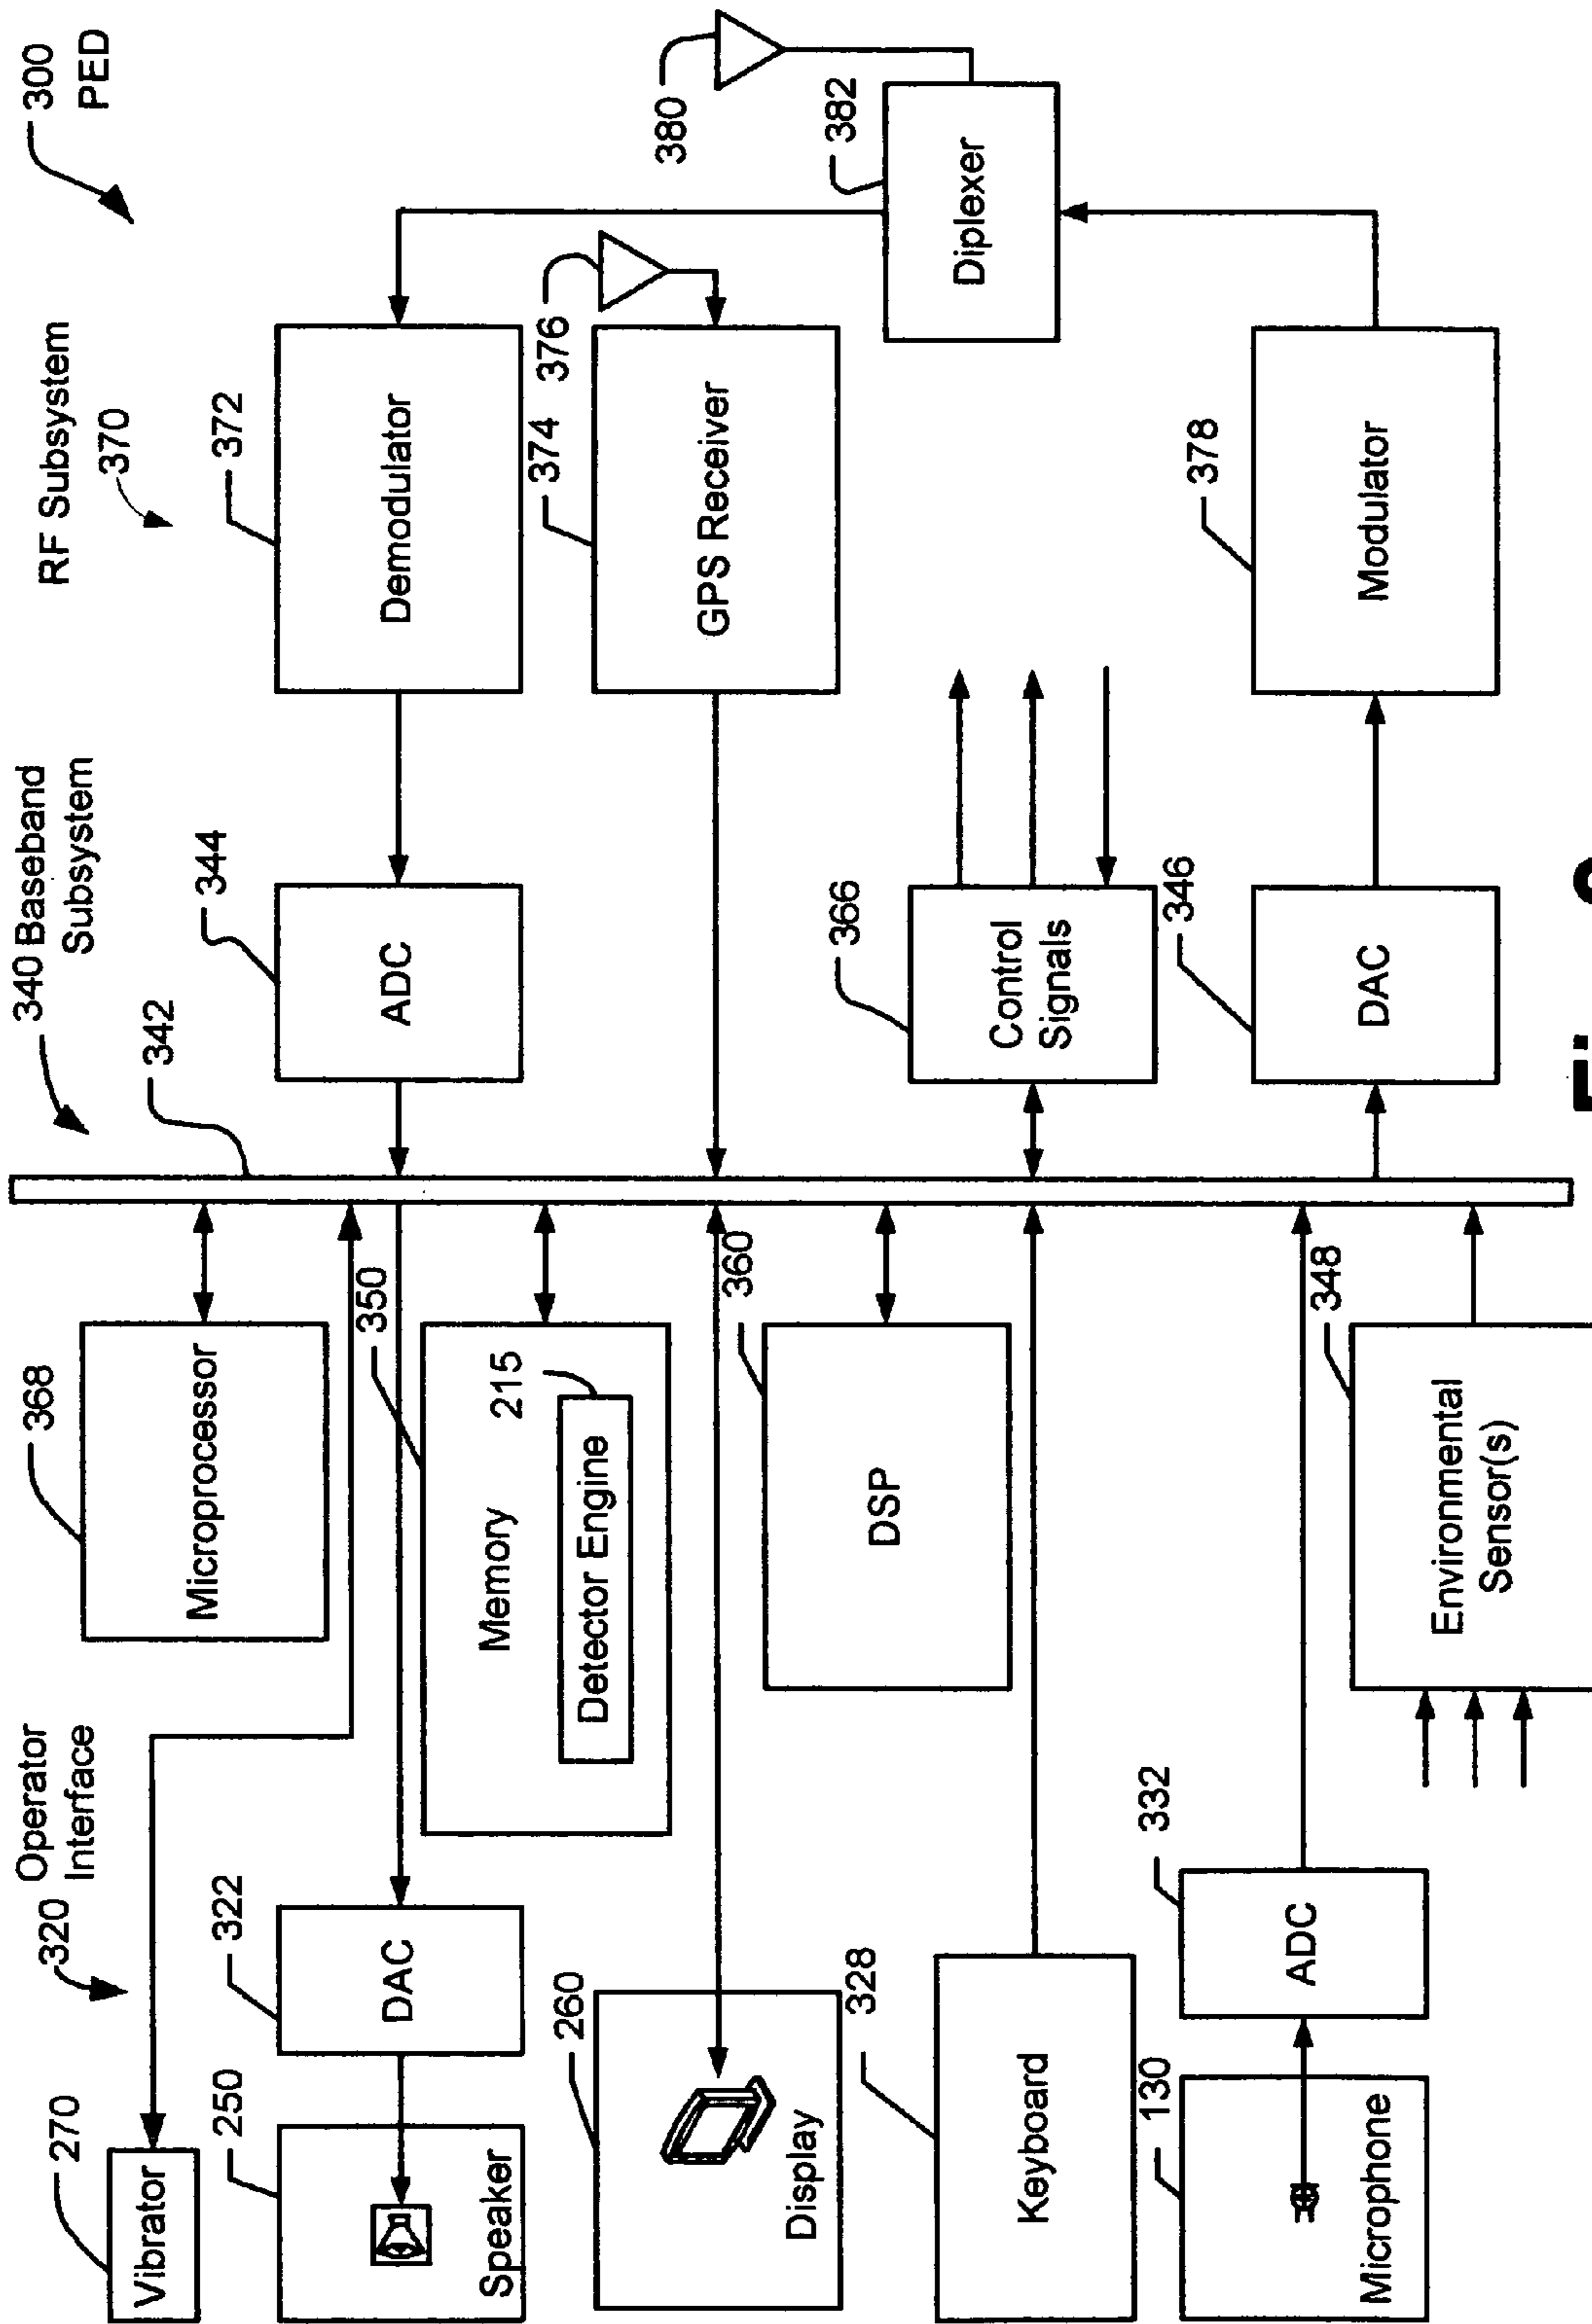 300
PED
320 Operator
Interface
340 Baseband
Subsystem
RF Subsystem
370
270
Vibrator
368
Microprocessor
342
250
Speaker
322
DAC
350
344
ADC
372
Demodulator
Memory
215
Detector Engine
260
Display
374
GPS Receiver
376
380
382
Diplexer
360
DSP
328
Keyboard
366
Control
Signals
130
Microphone
332
ADC
348
Environmental
Sensor(s)
346
DAC
378
Modulator